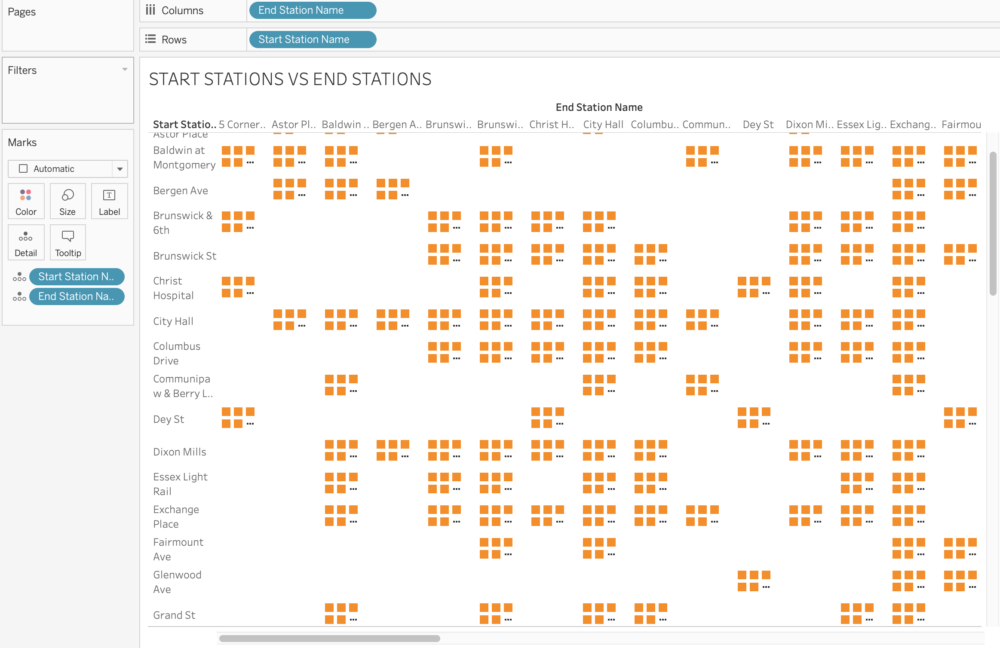 Pages
Columns
End Station Name
Rows
Start Station Name
Filters
START STATIONS VS END STATIONS
End Station Name
Start Statio.. 5 Corner.. Astor Pl.. Baldwin .. Bergen A.. Brunswi.. Brunswi.. Christ H.. City Hall Columbu.. Commun.. Dey St Dixon Mi.. Essex Lig.. Exchang.. Fairmou
Marks
Automatic
Color
Size
T
Label
Detail
Tooltip
Start Station N..
End Station Na..
Astor Place
Baldwin at
Montgomery
Bergen Ave
Brunswick &
6th
Brunswick St
Christ
Hospital
City Hall
Columbus
Drive
Communipa
w & Berry L..
Dey St
Dixon Mills
Essex Light
Rail
Exchange
Place
Fairmount
Ave
Glenwood
Ave
Grand St